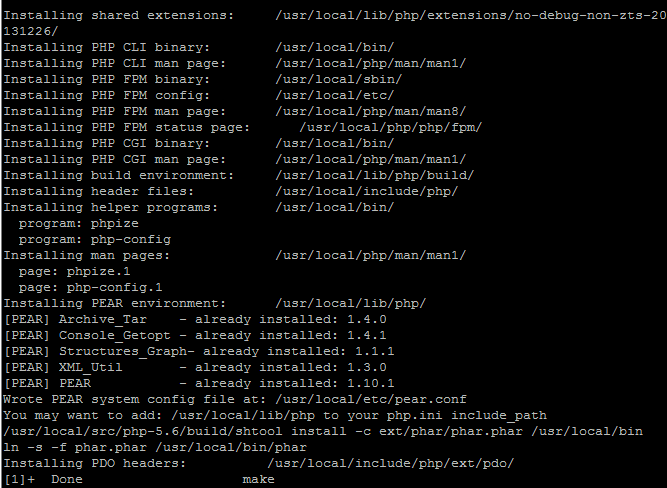 Installing shared extensions:     /usr/local/lib/php/extensions/no-debug-non-zts-20
131226/
Installing PHP CLI binary:        /usr/local/bin/
Installing PHP CLI man page:      /usr/local/php/man/man1/
Installing PHP FPM binary:        /usr/local/sbin/
Installing PHP FPM config:        /usr/local/etc/
Installing PHP FPM man page:      /usr/local/php/man/man8/
Installing PHP FPM status page:      /usr/local/php/php/fpm/
Installing PHP CGI binary:        /usr/local/bin/
Installing PHP CGI man page:      /usr/local/php/man/man1/
Installing build environment:     /usr/local/lib/php/build/
Installing header files:          /usr/local/include/php/
Installing helper programs:       /usr/local/bin/
  program: phpize
  program: php-config
Installing man pages:             /usr/local/php/man/man1/
  page: phpize.1
  page: php-config.1
Installing PEAR environment:      /usr/local/lib/php/
[PEAR] Archive_Tar    - already installed: 1.4.0
[PEAR] Console_Getopt - already installed: 1.4.1
[PEAR] Structures_Graph- already installed: 1.1.1
[PEAR] XML_Util       - already installed: 1.3.0
[PEAR] PEAR           - already installed: 1.10.1
Wrote PEAR system config file at: /usr/local/etc/pear.conf
You may want to add: /usr/local/lib/php to your php.ini include_path
/usr/local/src/php-5.6/build/shtool install -c ext/phar/phar.phar /usr/local/bin
ln -s -f phar.phar /usr/local/bin/phar
Installing PDO headers:          /usr/local/include/php/ext/pdo/
[1]+  Done                    make